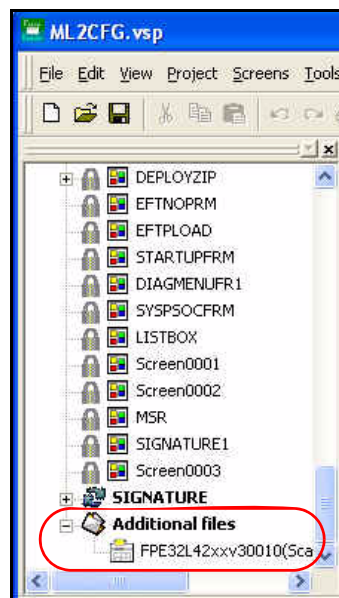 ML2CFG.vsp
File Edit View Project Screens Tools
DEPLOYZIP
EFTNOPRM
EFTPLOAD
STARTUPFRM
DIAGMENUFR1
SYSPSOCFRM
LISTBOX
Screen0001
Screen0002
MSR
SIGNATURE1
Screen0003
SIGNATURE
Additional files
FPE32L42xxv30010(Sca